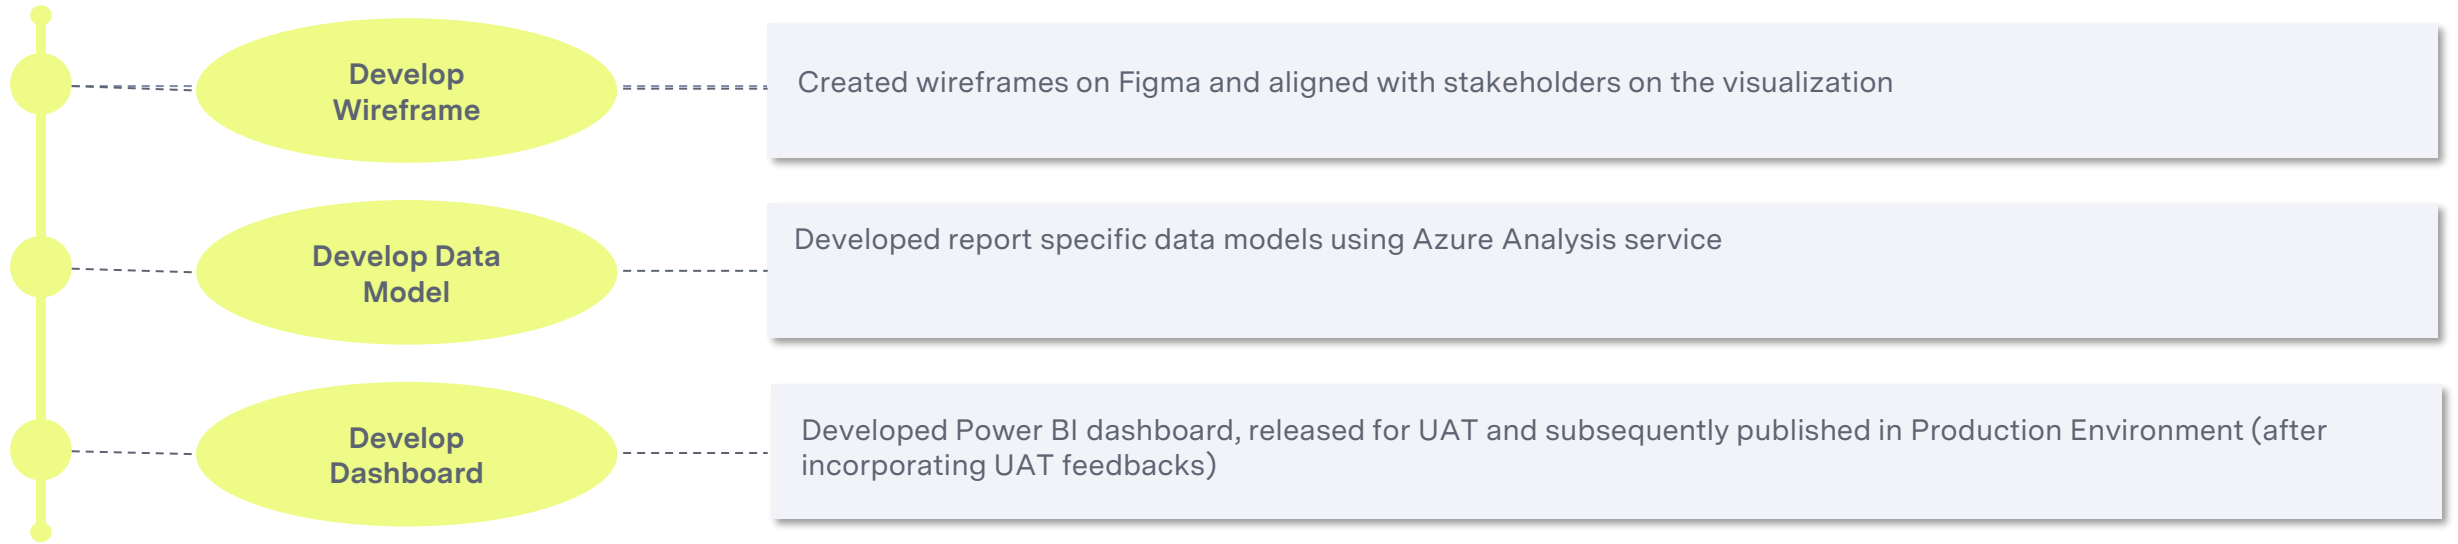 Develop
Wireframe
Created wireframes on Figma and aligned with stakeholders on the visualization
Develop Data
Model
Developed report specific data models using Azure Analysis service
Develop
Dashboard
Developed Power BI dashboard, released for UAT and subsequently published in Production Environment (after
incorporating UAT feedbacks)